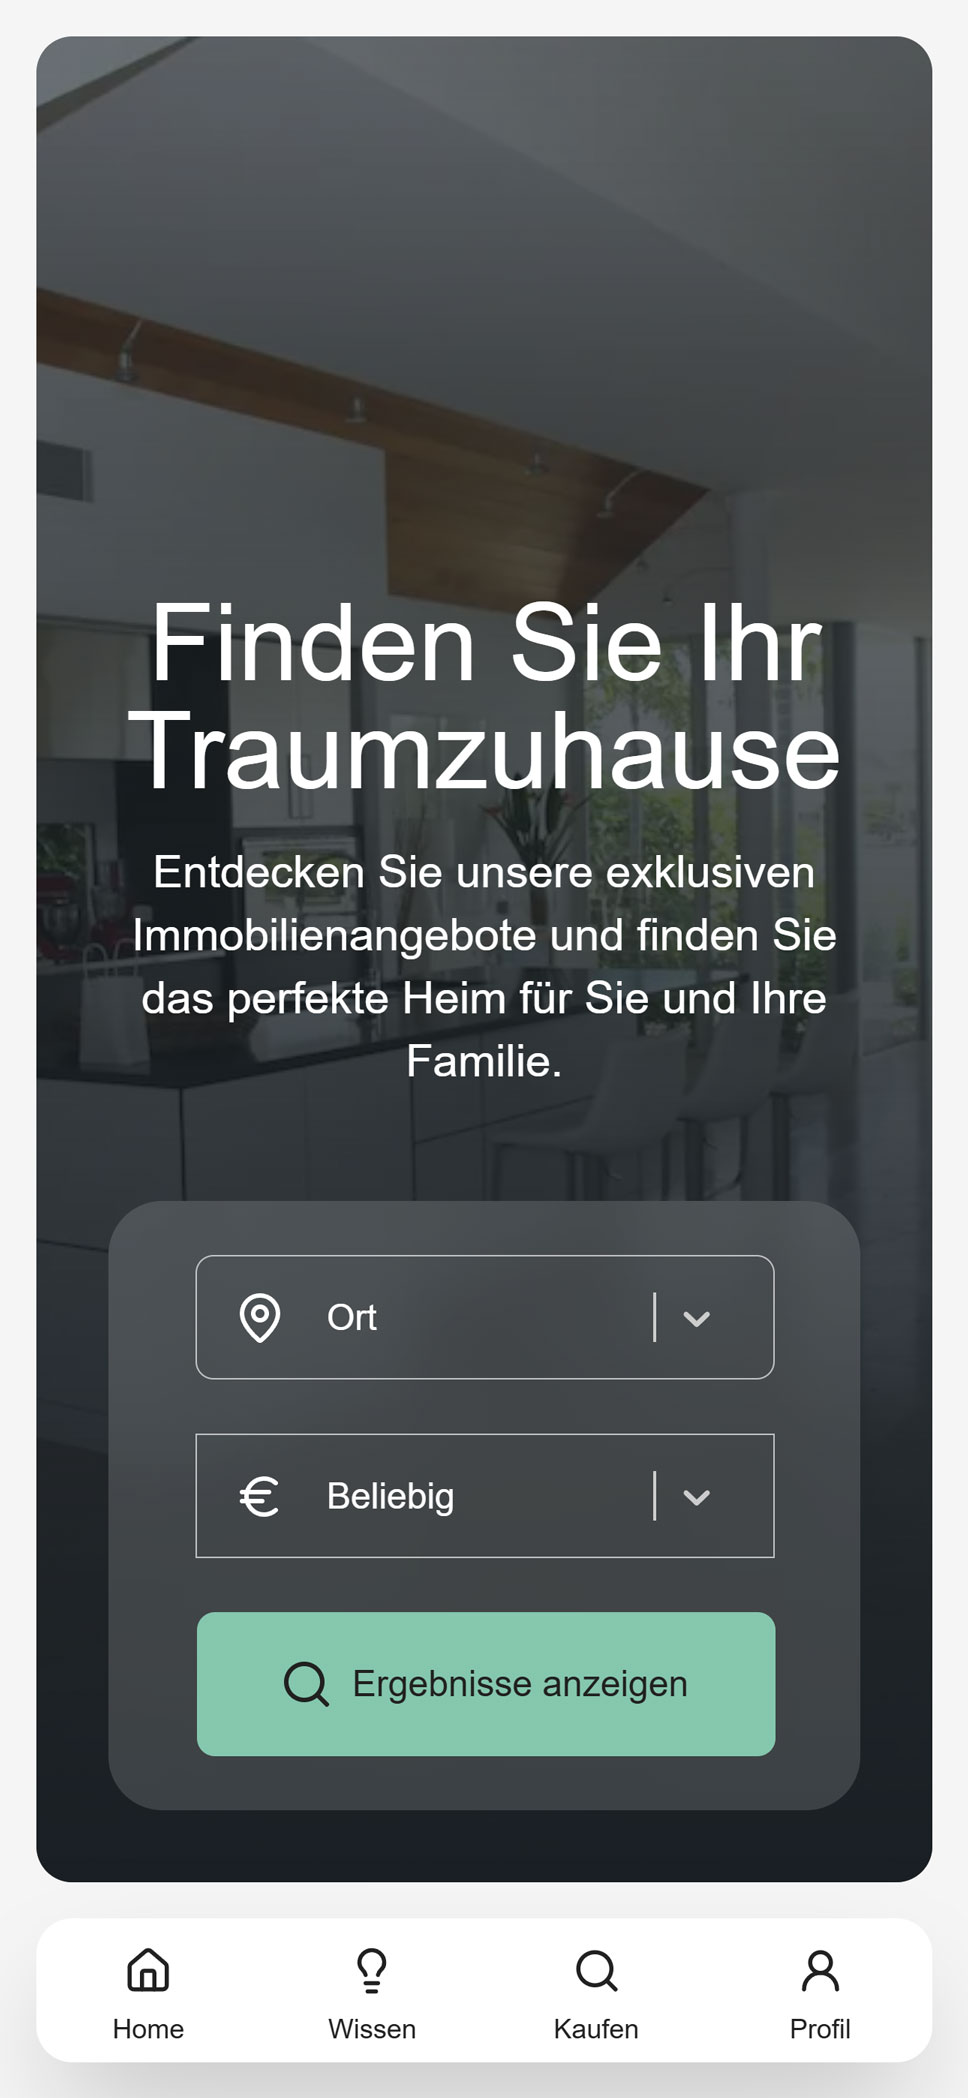 Finden Sie Ihr
Traumzuhause
Entdecken Sie unsere exklusiven
Immobilienangebote und finden Sie
das perfekte Heim für Sie und Ihre
Familie.
Ort
€ Beliebig
Ergebnisse anzeigen
Home Wissen Kaufen Profil